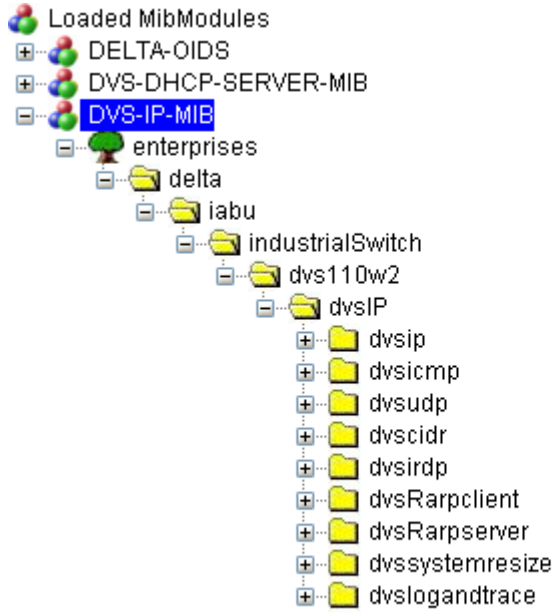 Loaded MibModules
DELTA-OIDS
DVS-DHCP-SERVER-MIB
DVS-IP-MIB
enterprises
delta
iabu
industrialSwitch
dvs110w2
dvsIP
dvsip
dvsicmp
dvsudp
dvscidr
dvsirdp
dvsRarpclient
dvsRarpserver
dvssystemresize
dvslogandtrace